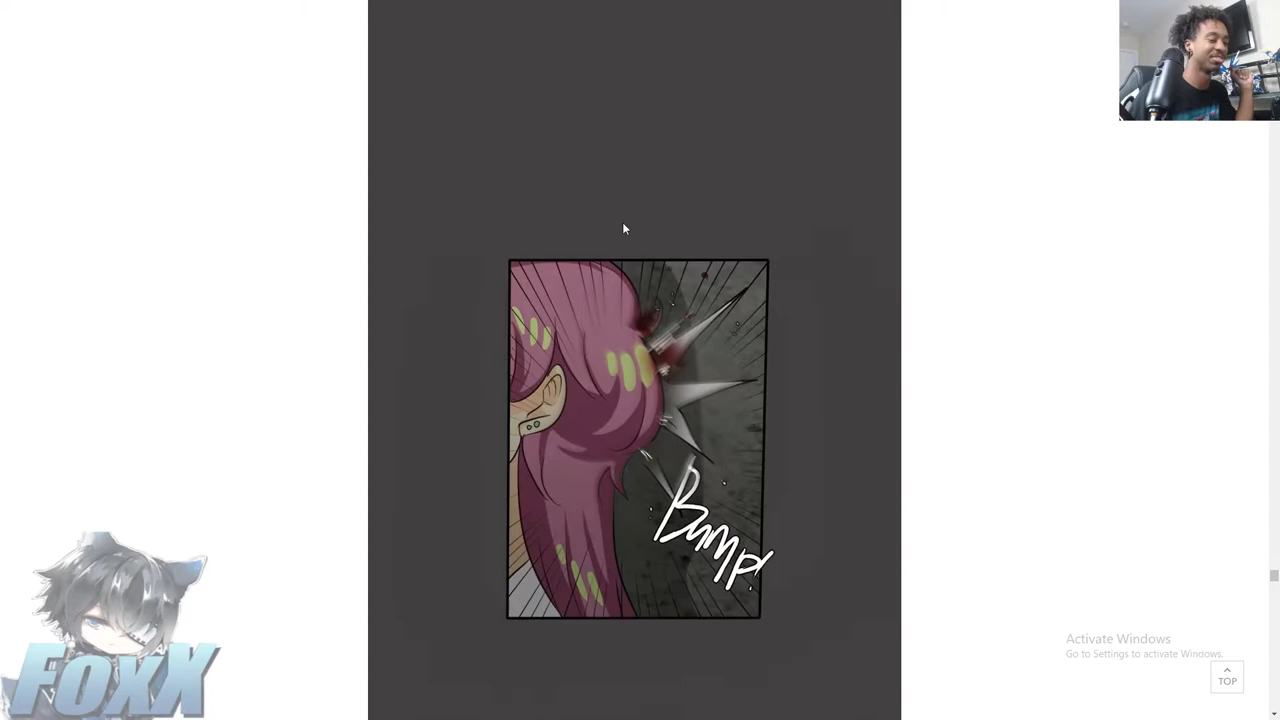 Bump!
FoxX
Activate Windows
Go to Settings to activate Windows.
TOP